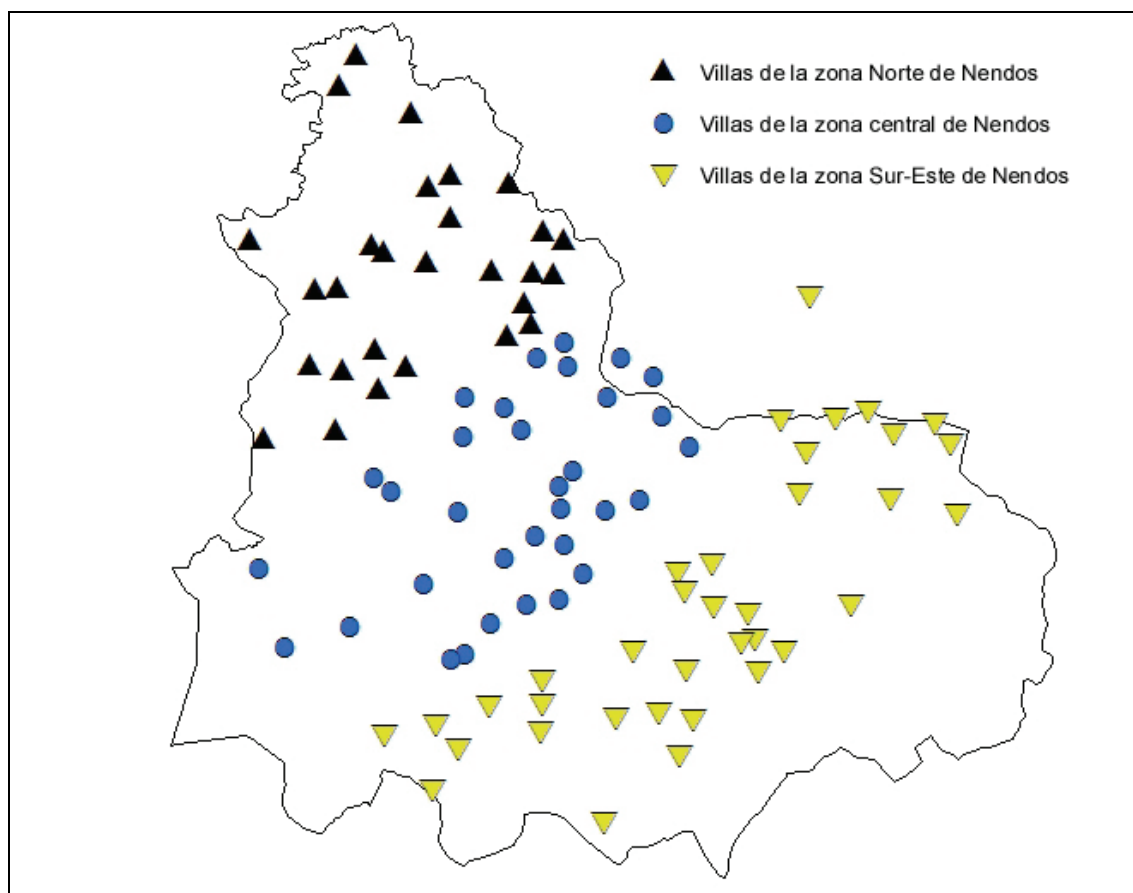 Villas de la zona Norte de Nendos
Villas de la zona central de Nendos
Villas de la zona Sur-Este de Nendos